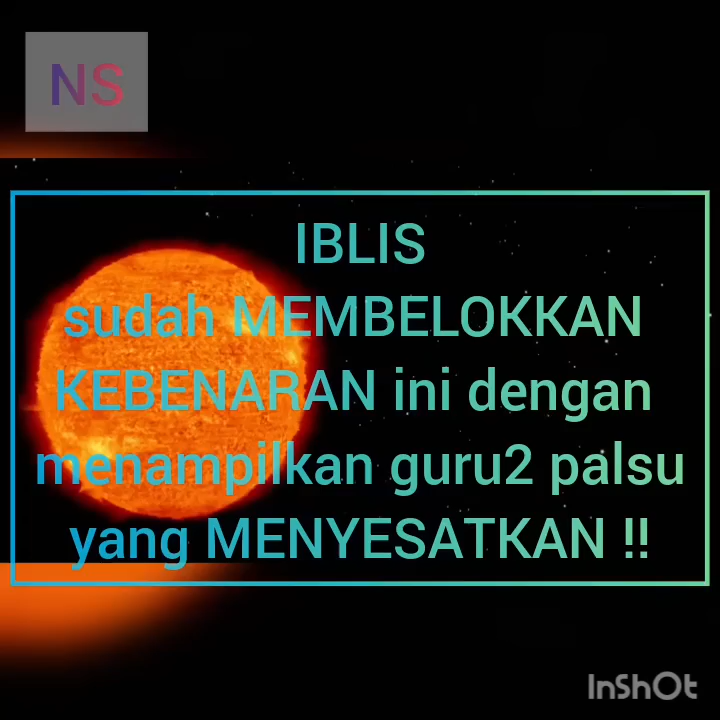 NS
IBLIS
sudah MEMBELOKKAN
KEBENARAN ini dengan
menampilkan guru2 palsu
yang MENYESATKAN !!
InShOt